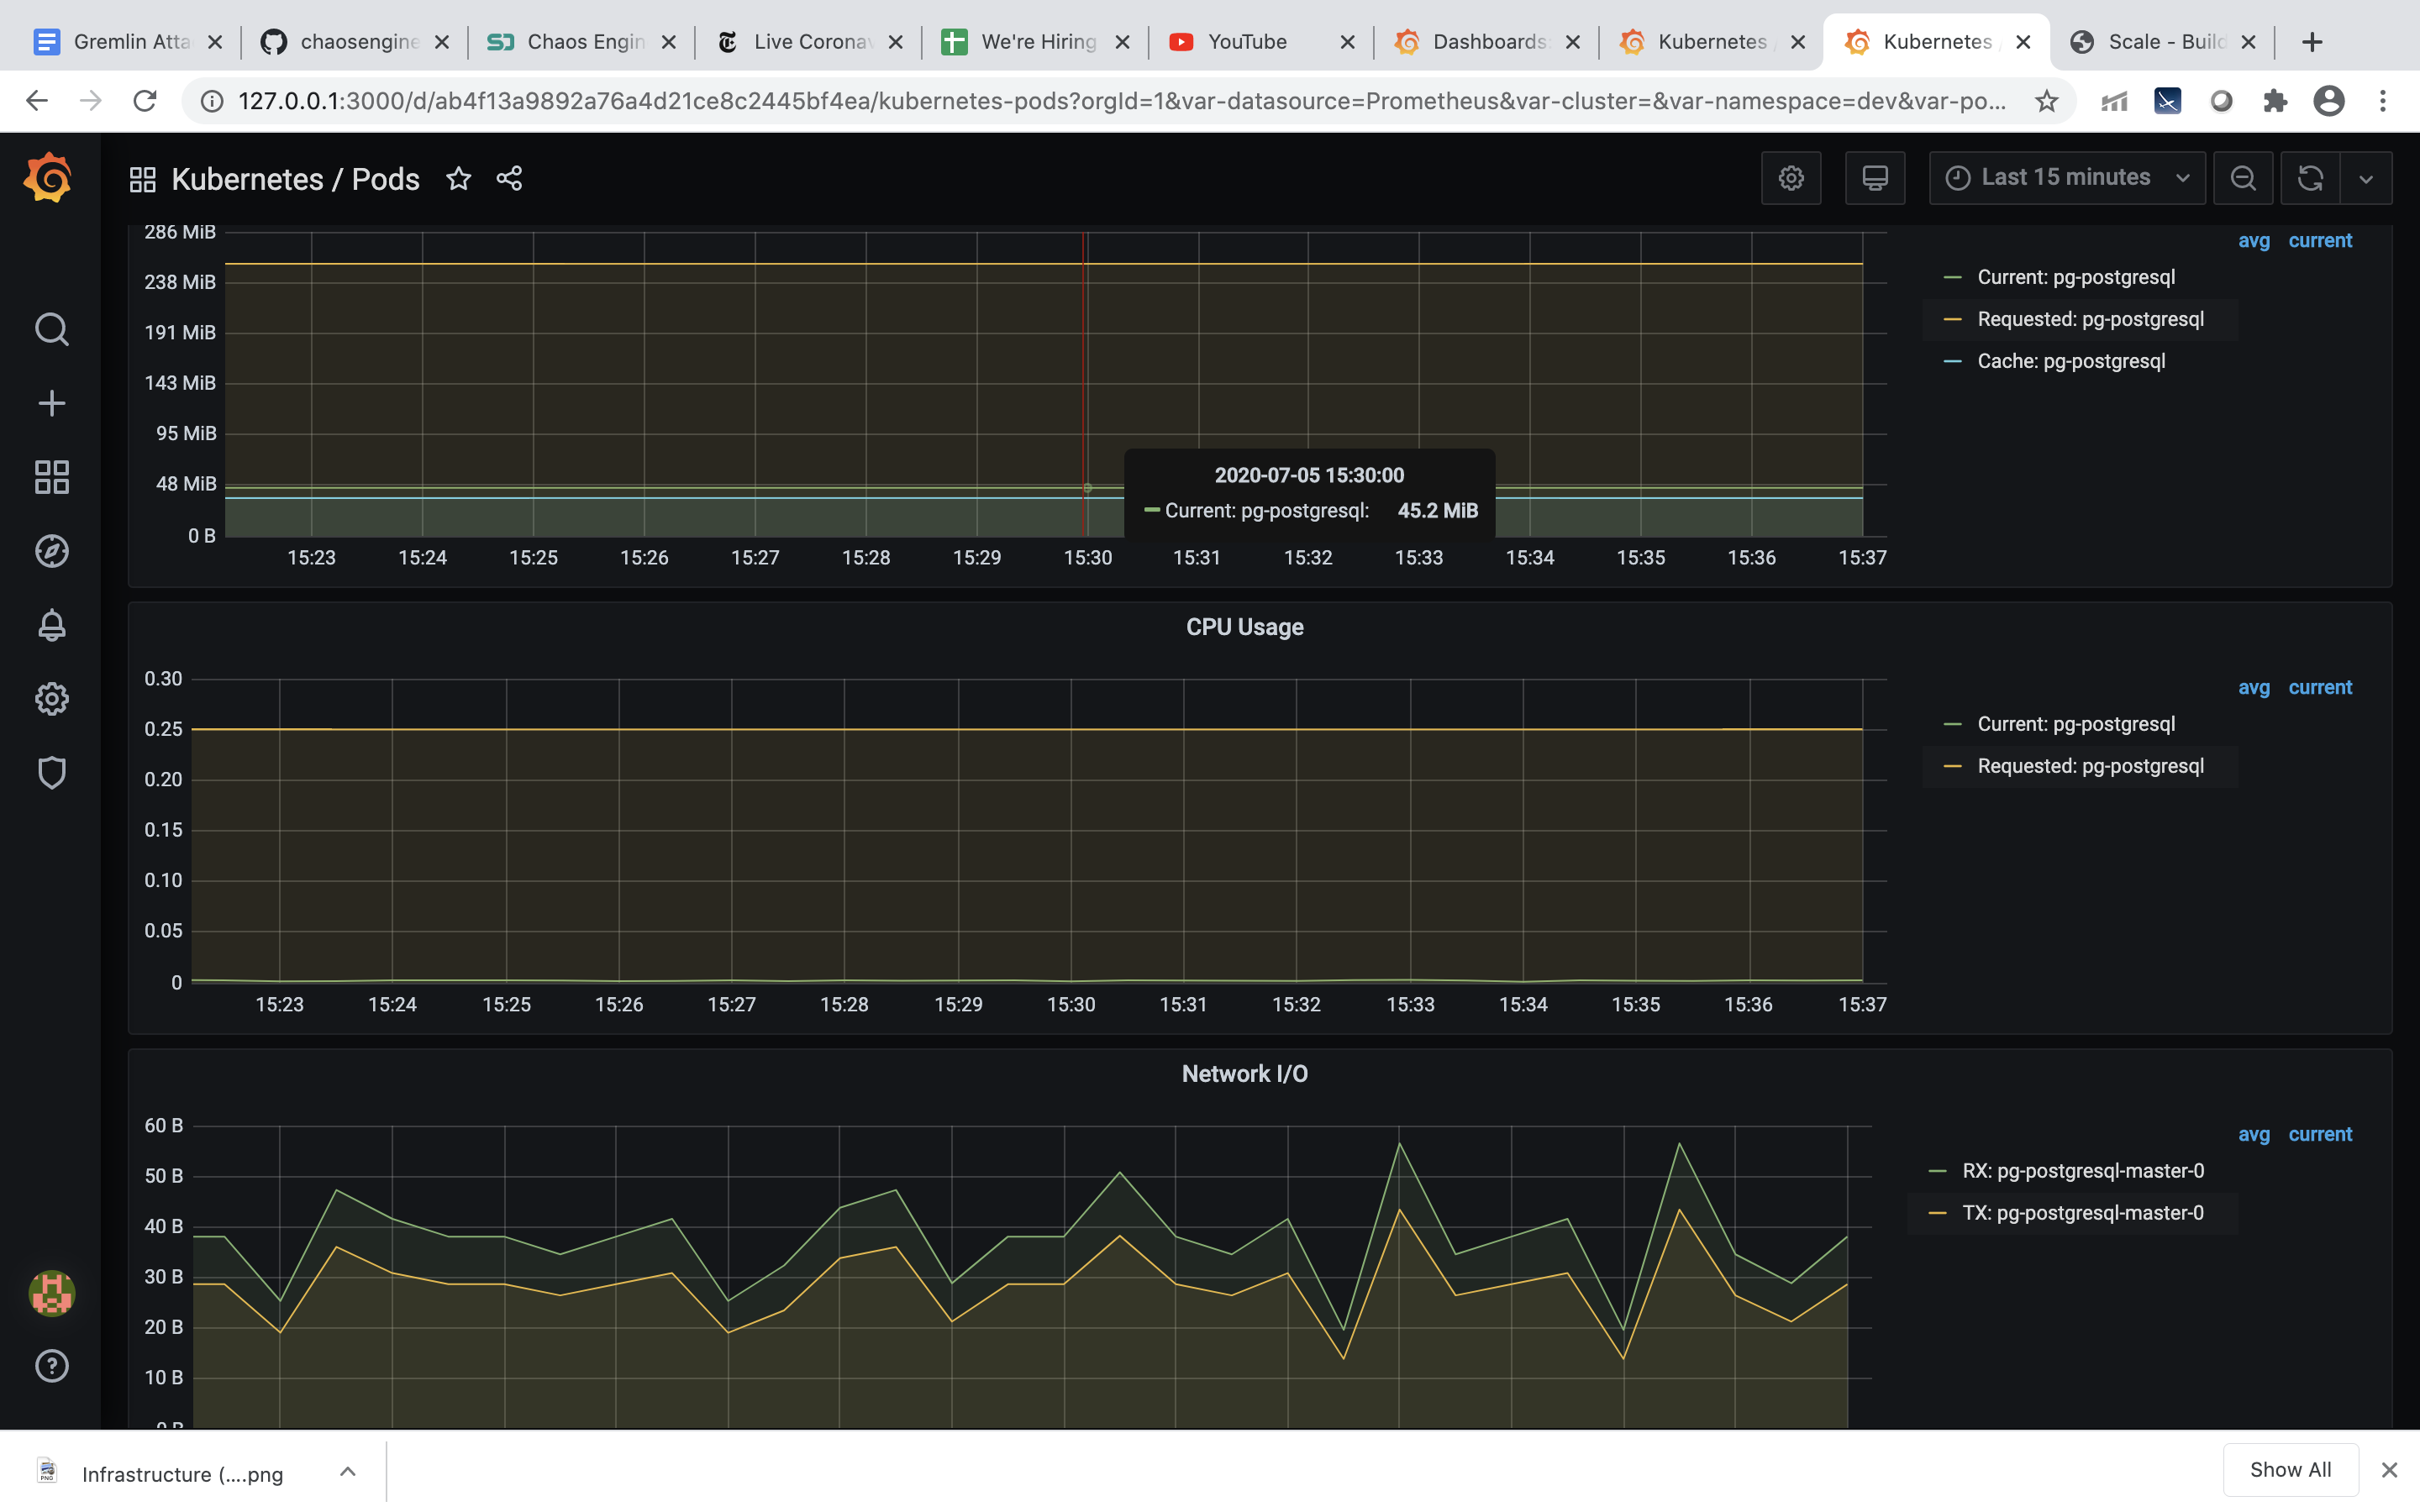 Gremlin Atta
chaosengine
Chaos Engin
Live Corona
We're Hiring
YouTube
Dashboards
Kubernetes /
Kubernetes /
Scale - Build
127.0.0.1:3000/d/ab4f13a9892a76a4d21ce8c2445bf4ea/kubernetes-pods?orgId=1&var-datasource=Prometheus&var-cluster=&var-namespace=dev&var-po...
Kubernetes / Pods
Last 15 minutes
286 MiB
238 MiB
191 MiB
143 MiB
95 MiB
48 MiB
0 B
15:23 15:24 15:25 15:26 15:27 15:28 15:29 15:30 15:31 15:32 15:33 15:34 15:35 15:36 15:37
2020-07-05 15:30:00
Current: pg-postgresql: 45.2 MiB
avg current
Current: pg-postgresql
Requested: pg-postgresql
Cache: pg-postgresql
CPU Usage
0.30
0.25
0.20
0.15
0.10
0.05
0
15:23 15:24 15:25 15:26 15:27 15:28 15:29 15:30 15:31 15:32 15:33 15:34 15:35 15:36 15:37
avg current
Current: pg-postgresql
Requested: pg-postgresql
Network I/O
60 B
50 B
40 B
30 B
20 B
10 B
0 B
avg current
RX: pg-postgresql-master-0
TX: pg-postgresql-master-0
Infrastructure (....png
Show All